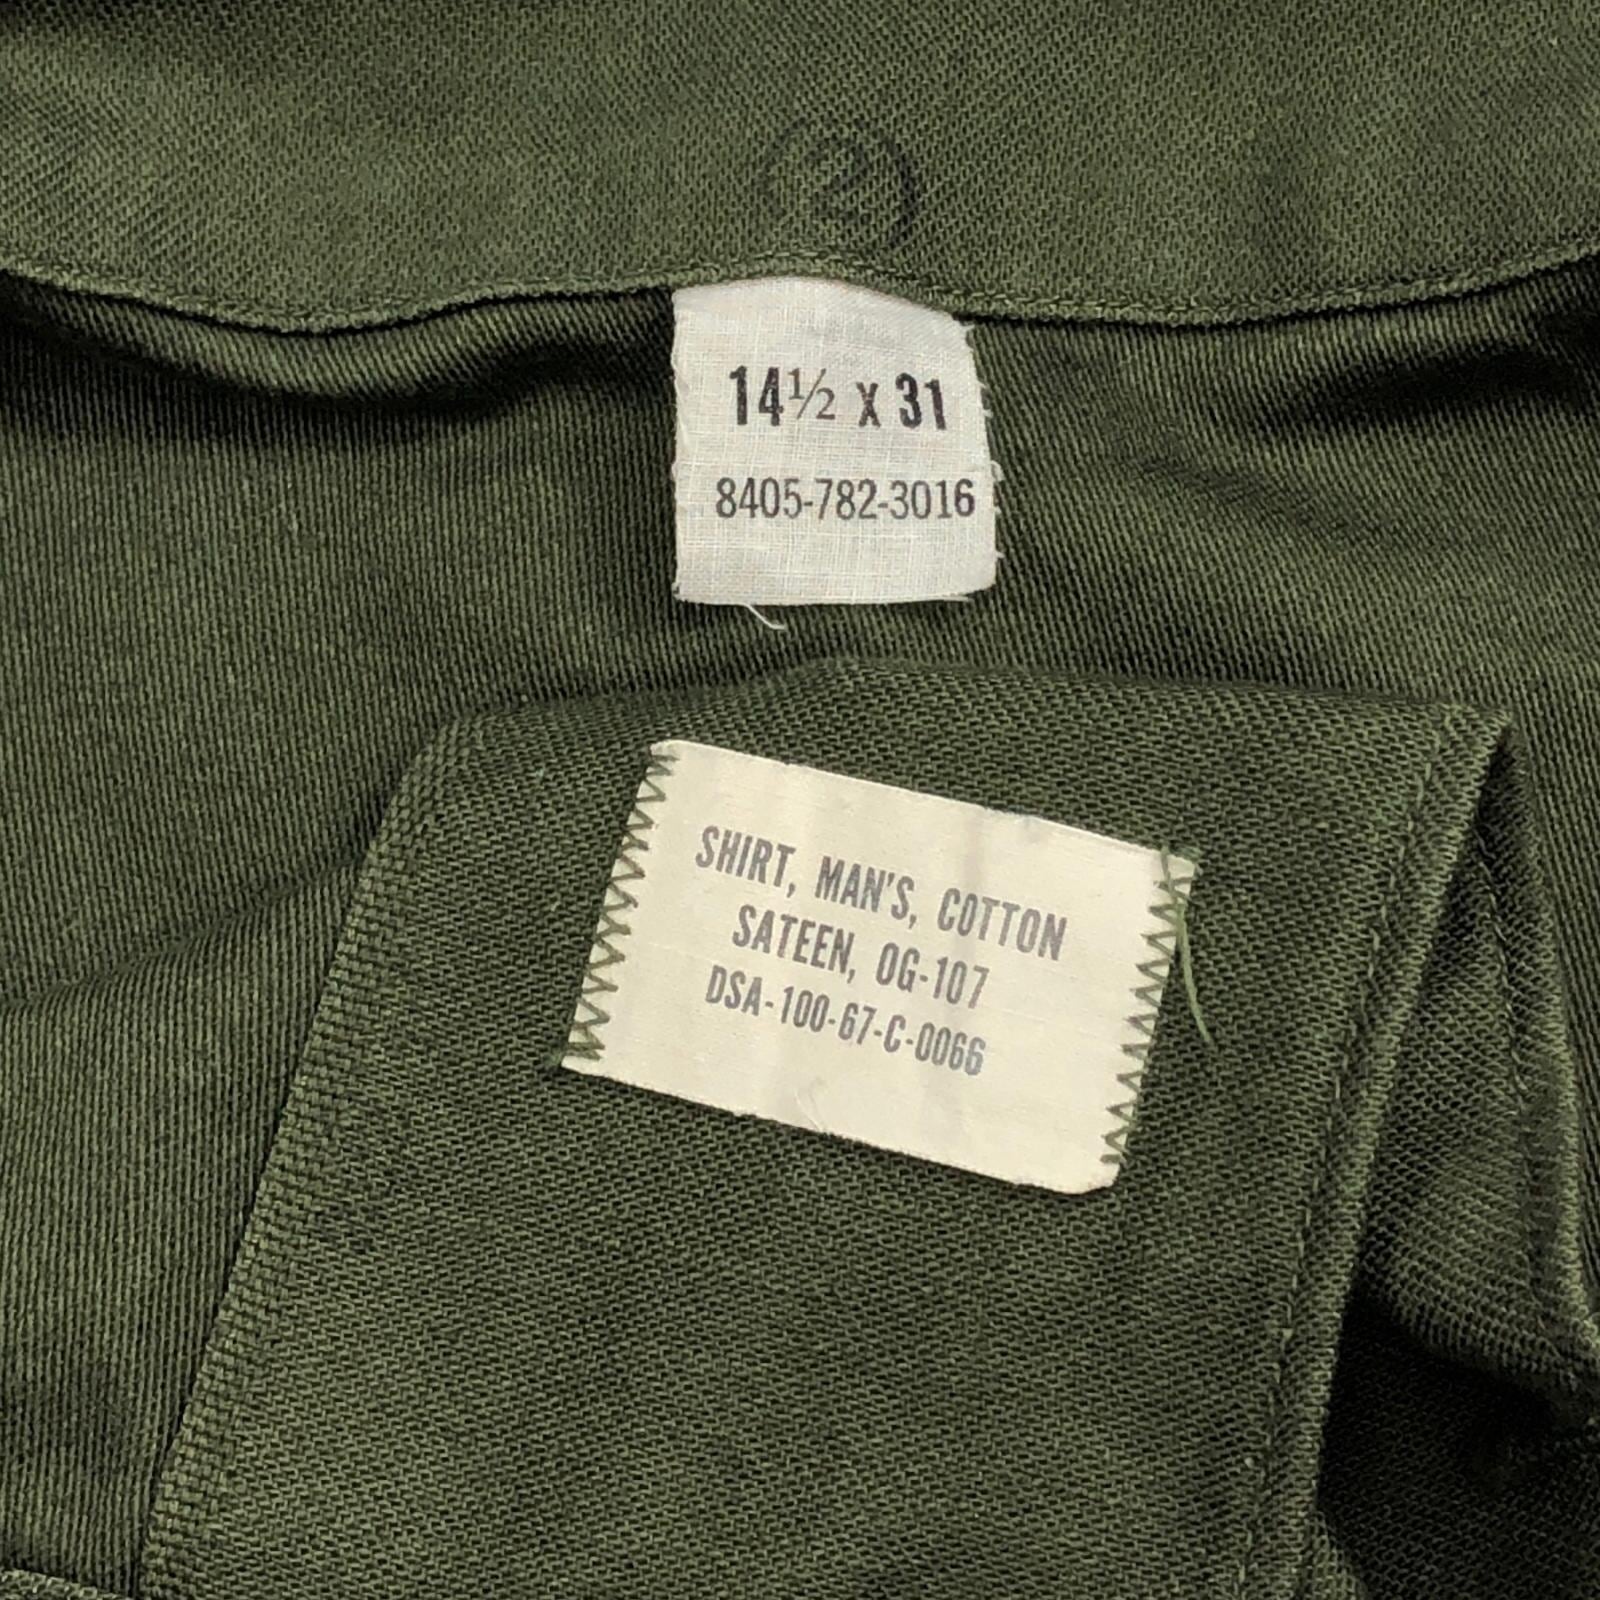 14½ X 31
8405-782-3016
SHIRT, MAN'S, COTTON
SATEEN, OG-107
DSA-100-67-C-0066